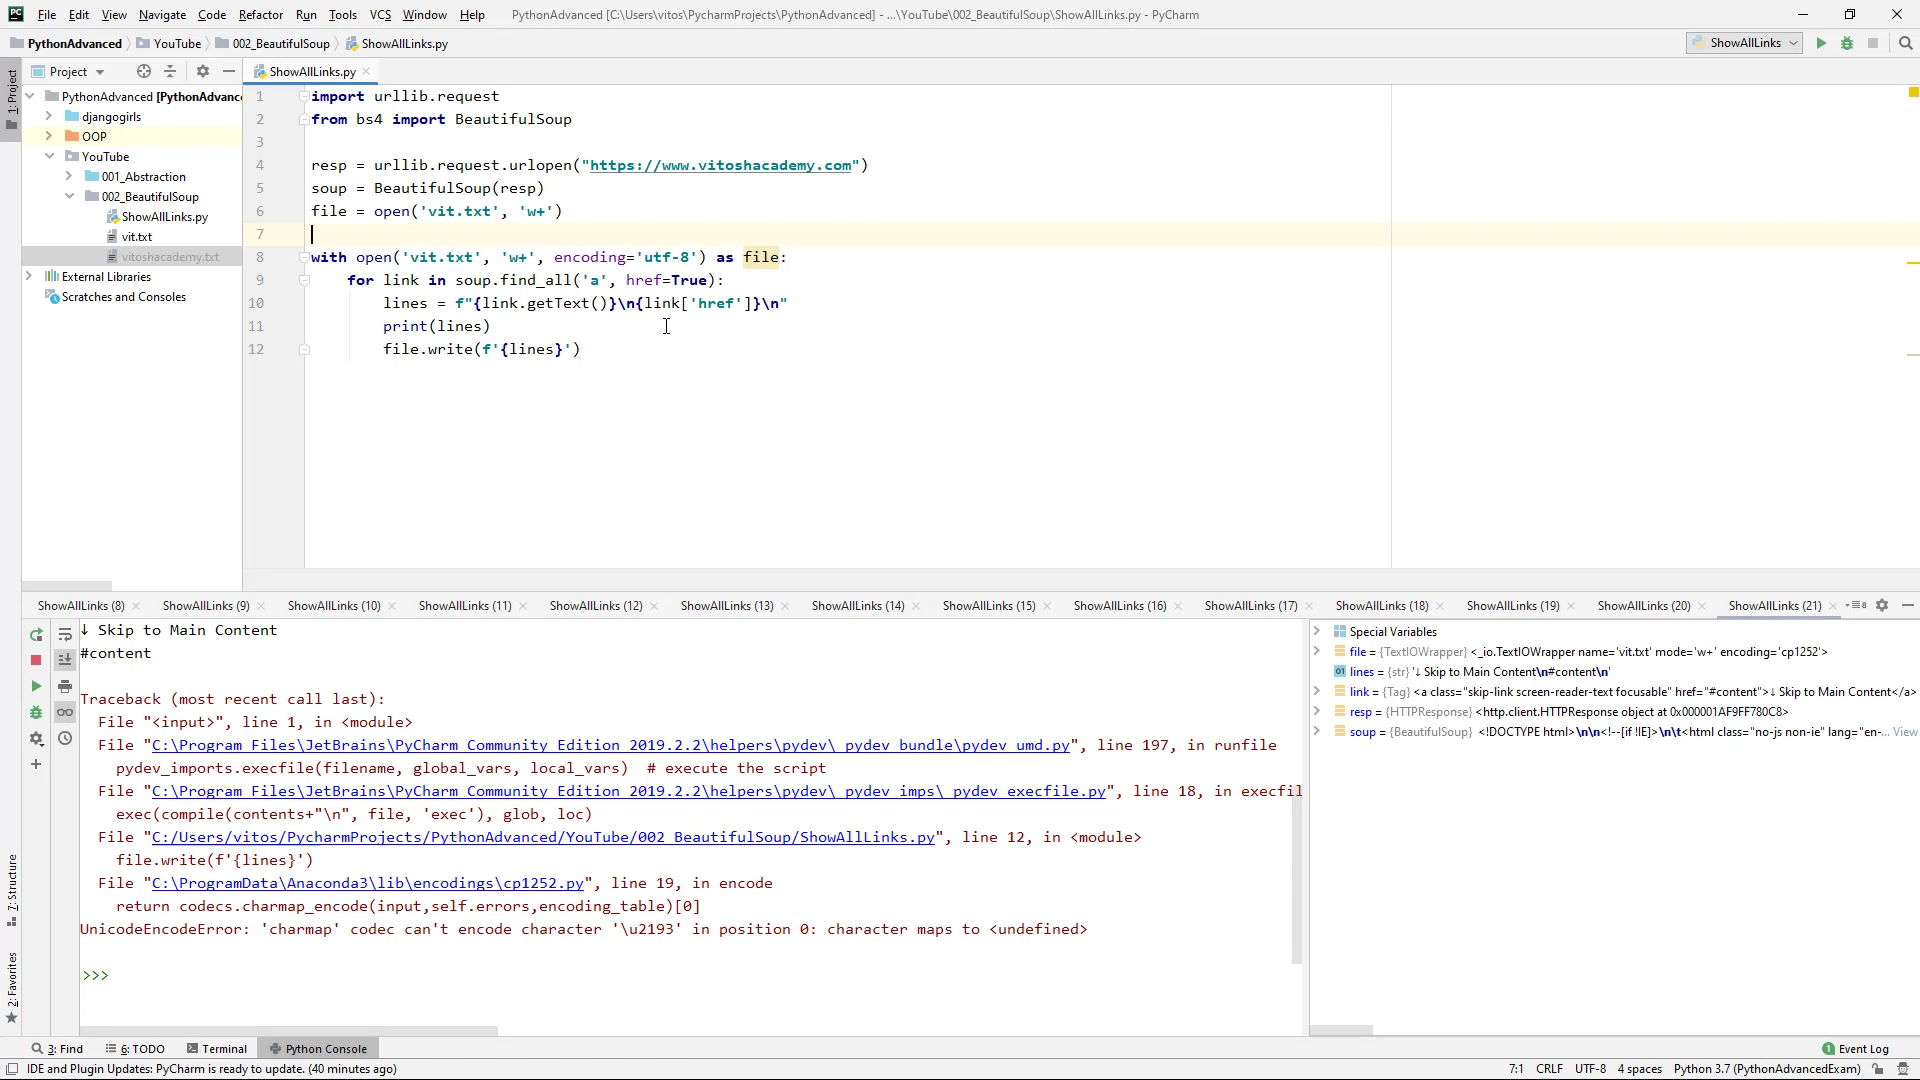 File Edit View Navigate Code Refactor Run Tools VCS Window Help PythonAdvanced [C:\Users\vitos\PycharmProjects\PythonAdvanced] - ...\YouTube\002_BeautifulSoup\ShowAllLinks.py - PyCharm
PythonAdvanced YouTube 002_BeautifulSoup ShowAllLinks.py ShowAllLinks
Project ShowAllLinks.py
1: Project
PythonAdvanced [PythonAdvanc
djangogirls
OOP
YouTube
001_Abstraction
002_BeautifulSoup
ShowAllLinks.py
vit.txt
vitoshacademy.txt
External Libraries
Scratches and Consoles
1 import urllib.request
2 from bs4 import BeautifulSoup
3
4 resp = urllib.request.urlopen("https://www.vitoshacademy.com")
5 soup = BeautifulSoup(resp)
6 file = open('vit.txt', 'w+')
7
8 with open('vit.txt', 'w+', encoding='utf-8') as file:
9 for link in soup.find_all('a', href=True):
10 lines = f"{link.getText()}\n{link['href']}\n"
11 print(lines)
12 file.write(f'{lines}')
ShowAllLinks (8) ShowAllLinks (9) ShowAllLinks (10) ShowAllLinks (11) ShowAllLinks (12) ShowAllLinks (13) ShowAllLinks (14) ShowAllLinks (15) ShowAllLinks (16) ShowAllLinks (17) ShowAllLinks (18) ShowAllLinks (19) ShowAllLinks (20) ShowAllLinks (21) 8
↓ Skip to Main Content
#content
Traceback (most recent call last):
File "<input>", line 1, in <module>
File "C:\Program Files\JetBrains\PyCharm Community Edition 2019.2.2\helpers\pydev\_pydev_bundle\pydev_umd.py", line 197, in runfile
pydev_imports.execfile(filename, global_vars, local_vars)  # execute the script
File "C:\Program Files\JetBrains\PyCharm Community Edition 2019.2.2\helpers\pydev\_pydev_imps\_pydev_execfile.py", line 18, in execfil
exec(compile(contents+"\n", file, 'exec'), glob, loc)
File "C:/Users/vitos/PycharmProjects/PythonAdvanced/YouTube/002_BeautifulSoup/ShowAllLinks.py", line 12, in <module>
file.write(f'{lines}')
File "C:\ProgramData\Anaconda3\lib\encodings\cp1252.py", line 19, in encode
return codecs.charmap_encode(input,self.errors,encoding_table)[0]
UnicodeEncodeError: 'charmap' codec can't encode character '\u2193' in position 0: character maps to <undefined>
>>>
Special Variables
file = {TextIOWrapper} <_io.TextIOWrapper name='vit.txt' mode='w+' encoding='cp1252'>
01 lines = {str} '↓ Skip to Main Content\n#content\n'
link = {Tag} <a class="skip-link screen-reader-text focusable" href="#content">↓ Skip to Main Content</a>
resp = {HTTPResponse} <http.client.HTTPResponse object at 0x000001AF9FF780C8>
soup = {BeautifulSoup} <!DOCTYPE html>\n\n<!--[if !IE]>\n\t<html class="no-js non-ie" lang="en-... View
7: Structure
2: Favorites
3: Find 6: TODO Terminal Python Console 1 Event Log
IDE and Plugin Updates: PyCharm is ready to update. (40 minutes ago) 7:1 CRLF UTF-8 4 spaces Python 3.7 (PythonAdvancedExam)